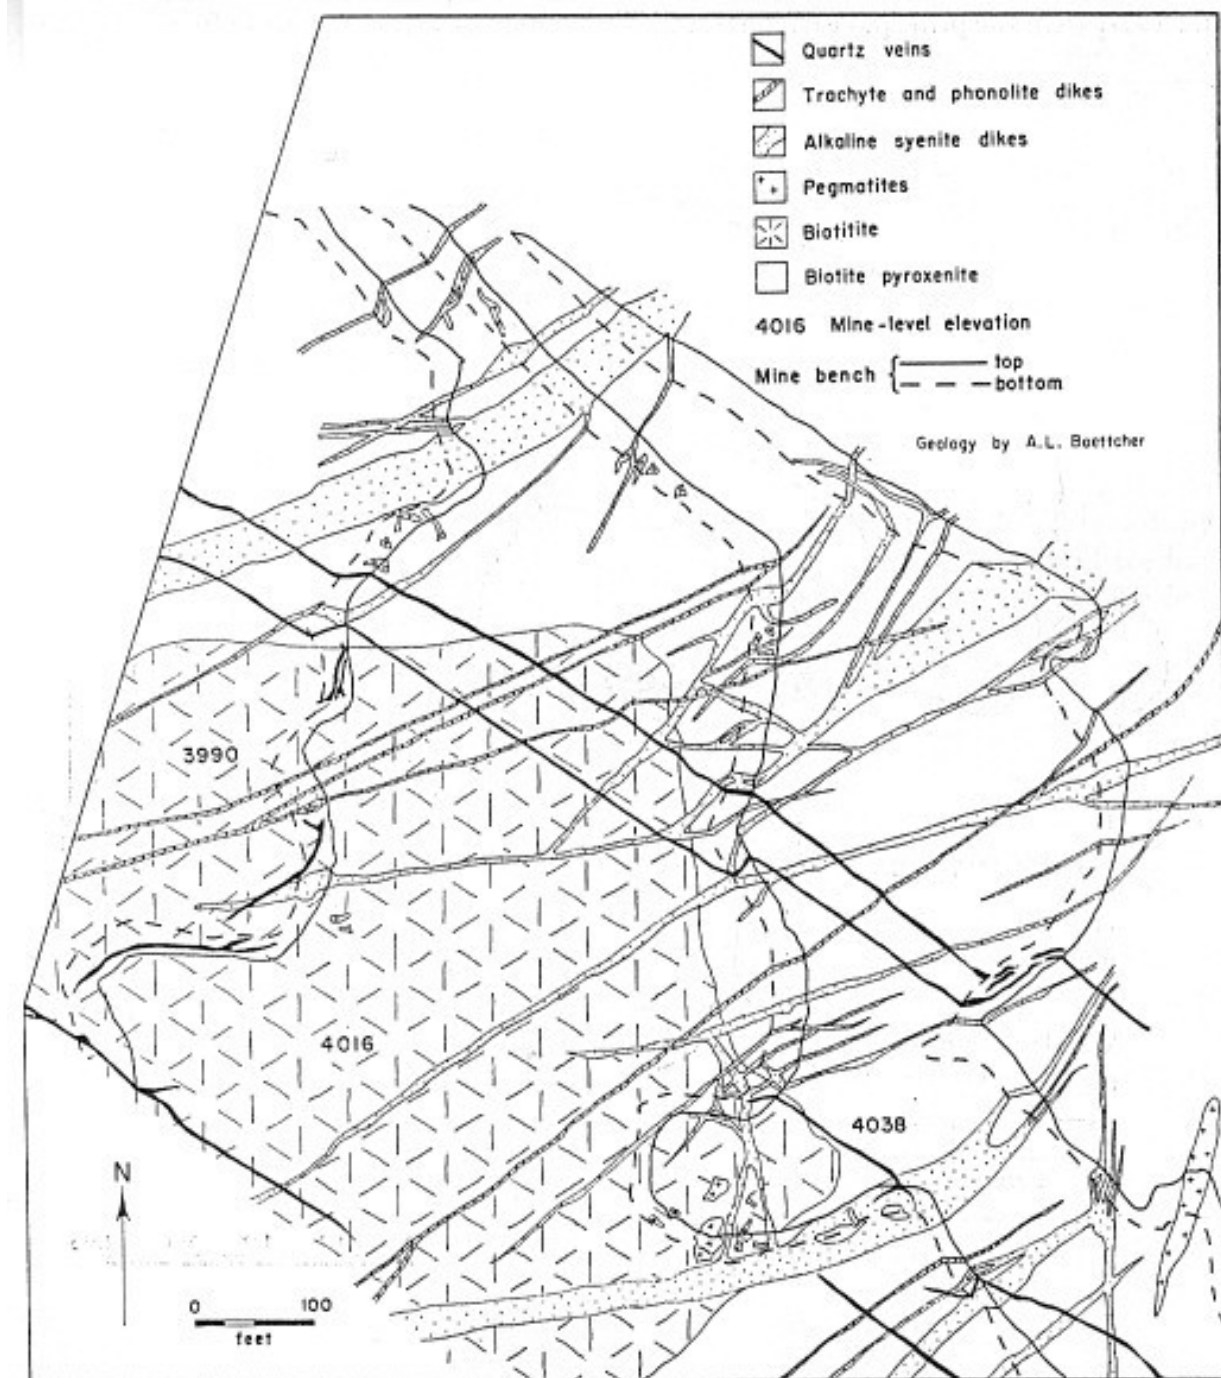 Quartz veins
Trachyte and phonolite dikes
Alkaline syenite dikes
Pegmatites
Biotitite
Biotite pyroxenite
4016 Mine-level elevation
Mine bench { top
bottom
Geology by A.L. Boettcher
3990
4016
4038
N
0 100
feet